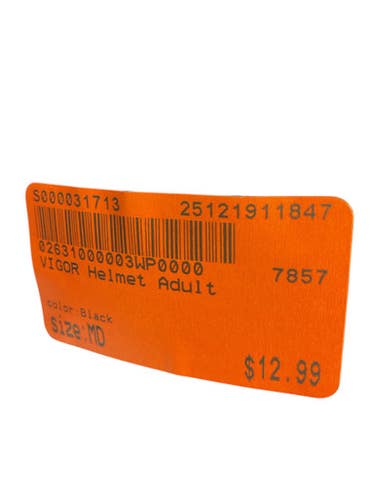 S000031713 25121911847
02631000003WP0000
VIGOR Helmet Adult 7857
color:Black
Size:MD
$12.99